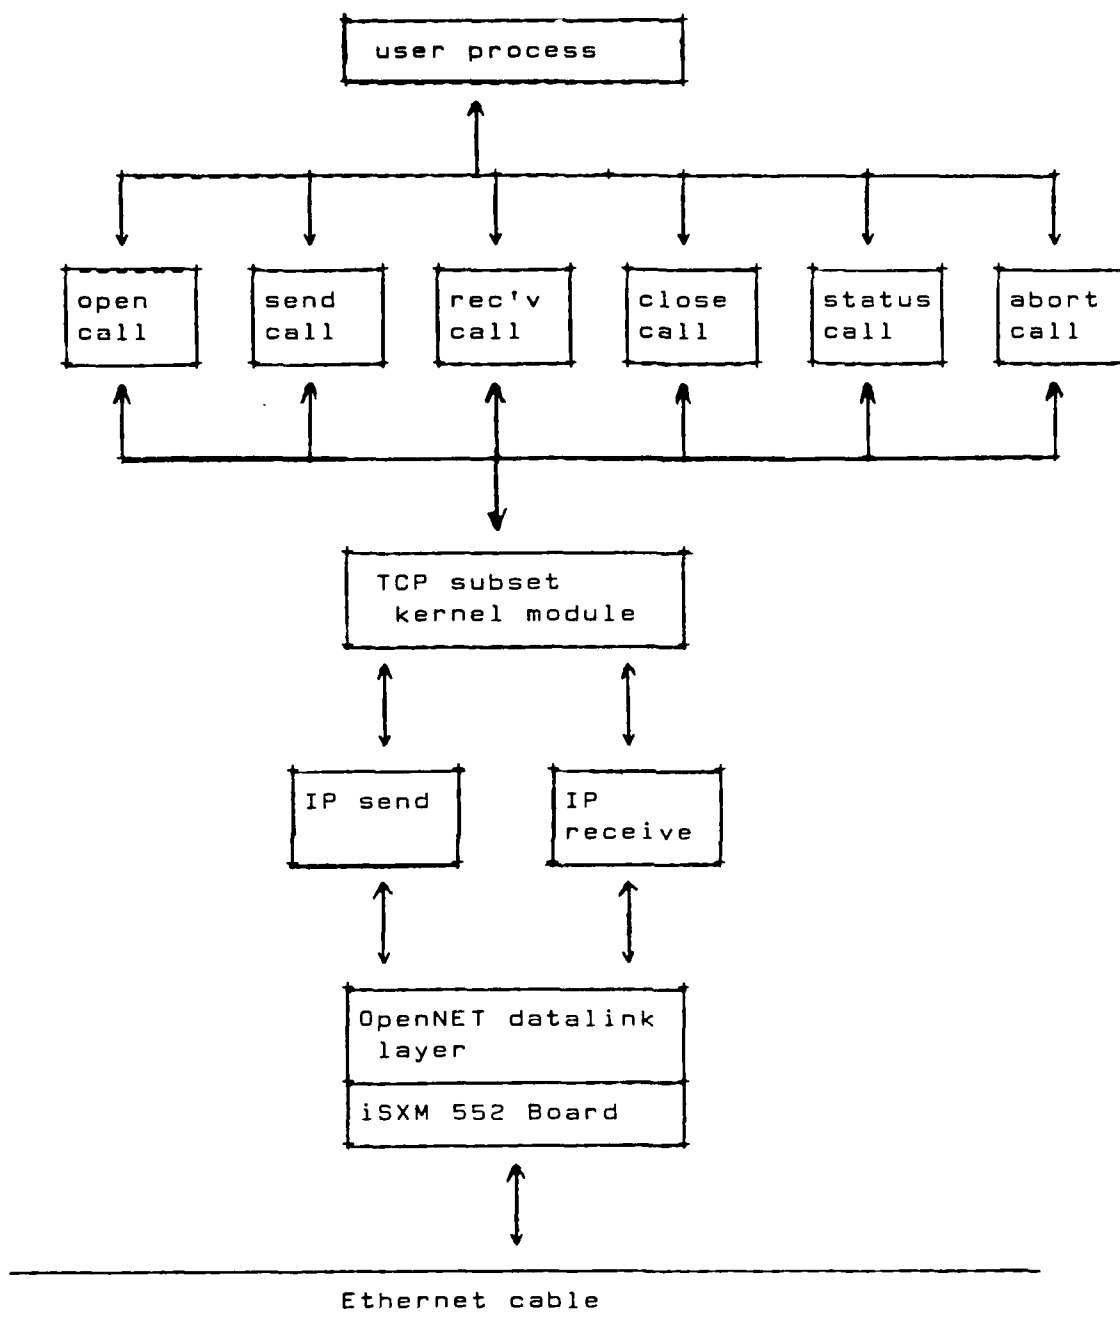 user process
open
call
send
call
rec'v
call
close
call
status
call
abort
call
TCP subset
kernel module
IP send
IP
receive
OpenNET datalink
layer
iSXM 552 Board
Ethernet cable